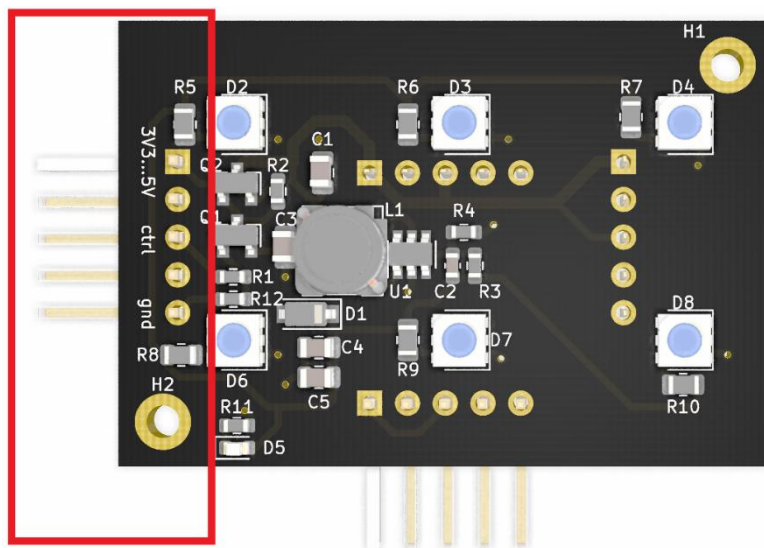 H1
R5
D2
R6
D3
R7
D4
3V3...5V
C1
Q2
R2
L1
R4
ctrl
Q1
C3
R1
U1
C2
R3
R12
gnd
D1
D8
D7
R8
C4
R9
D6
H2
C5
R10
R11
D5